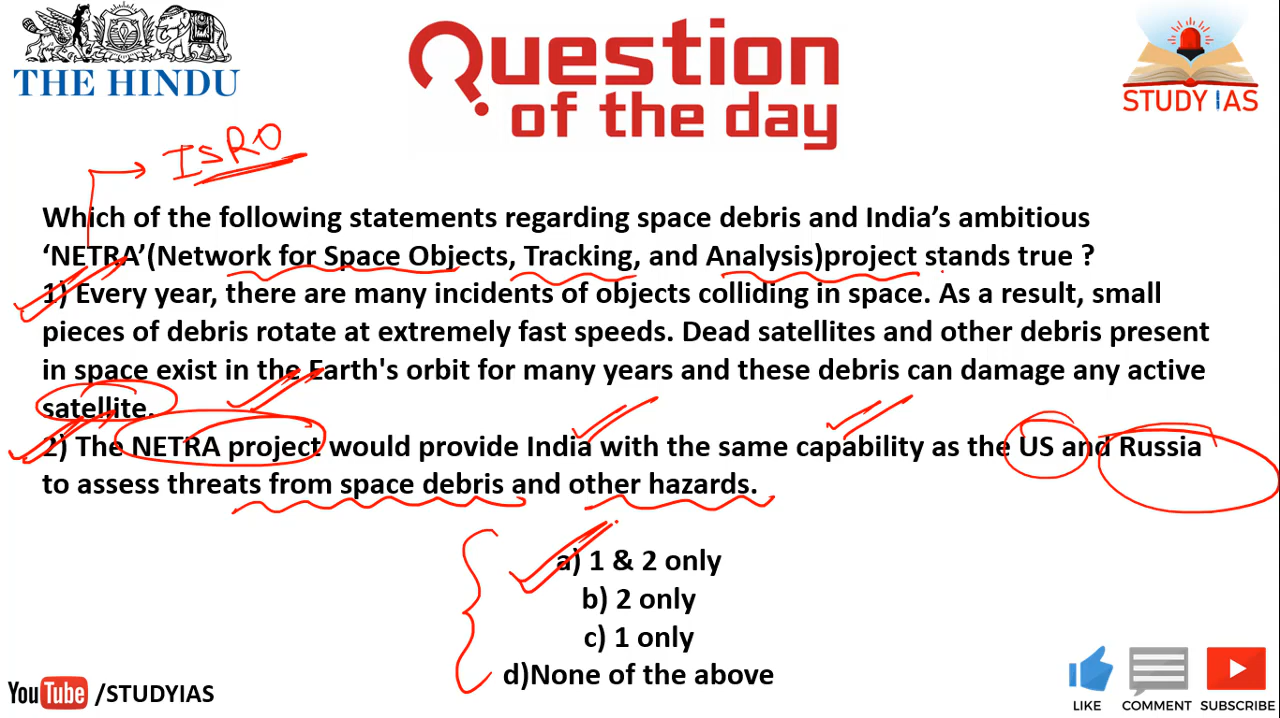 THE HINDU
Question
of the day
STUDY IAS
ISRO
Which of the following statements regarding space debris and India's ambitious
‘NETRA’(Network for Space Objects, Tracking, and Analysis)project stands true ?
1) Every year, there are many incidents of objects colliding in space. As a result, small
pieces of debris rotate at extremely fast speeds. Dead satellites and other debris present
in space exist in the Earth's orbit for many years and these debris can damage any active
satellite.
2) The NETRA project would provide India with the same capability as the US and Russia
to assess threats from space debris and other hazards.
a) 1 & 2 only
b) 2 only
c) 1 only
d)None of the above
YouTube /STUDYIAS
LIKE COMMENT SUBSCRIBE